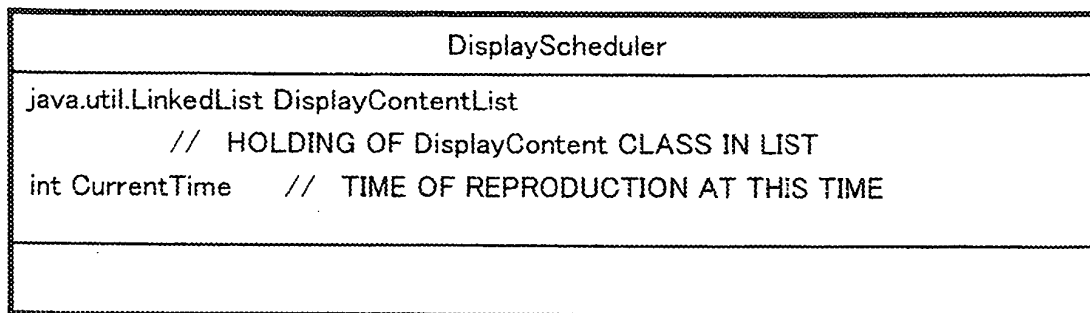 DisplayScheduler
java.util.LinkedList DisplayContentList
// HOLDING OF DisplayContent CLASS IN LIST
int CurrentTime // TIME OF REPRODUCTION AT THIS TIME